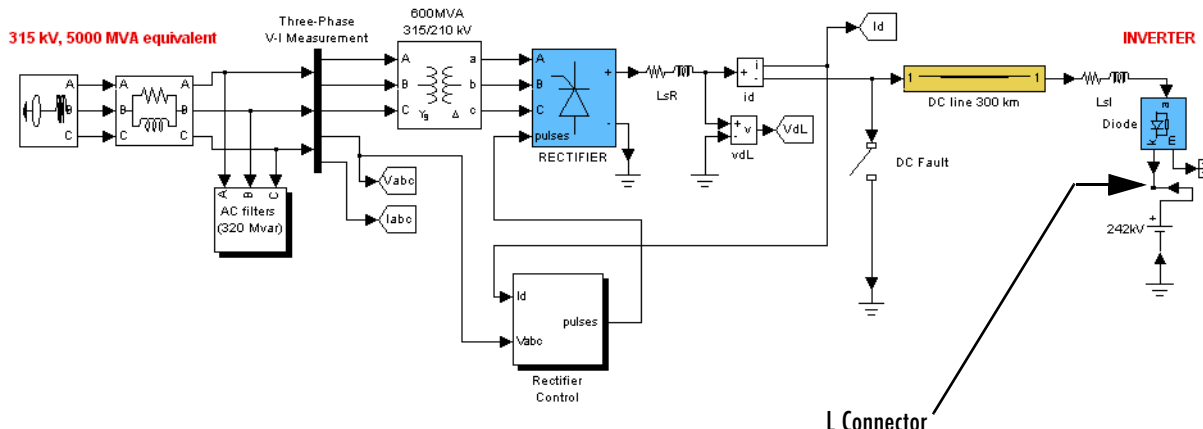 315 kV, 5000 MVA equivalent
Three-Phase
V-I Measurement
600MVA
315/210 kV
Id
INVERTER
A
B
C
A
B
C
A
B
C
A
B
C
Yg
Δ
a
b
c
A
B
C
pulses
+
-
RECTIFIER
LsR
+
-
i
id
+
-
v
vdL
VdL
1
1
DC line 300 km
LsI
Diode
a
k
m
A
B
C
AC filters
(320 Mvar)
Vabc
Iabc
DC Fault
+
242kV
Id
Vabc
pulses
Rectifier
Control
L Connector